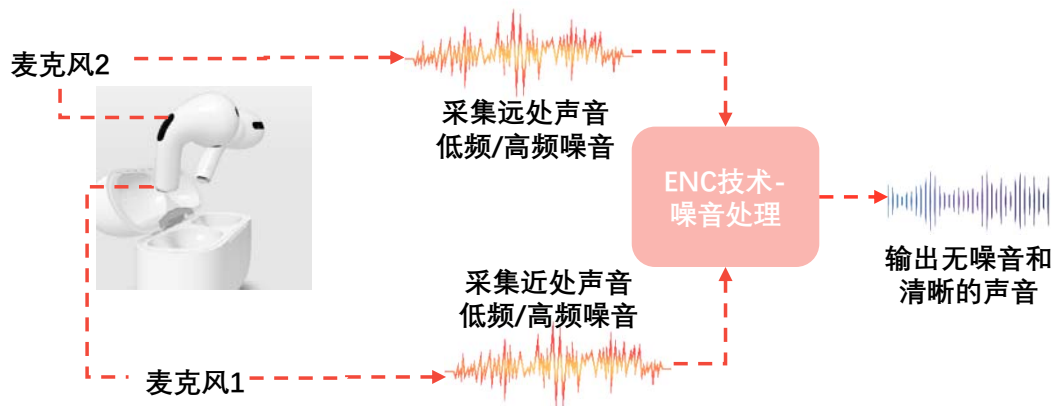 麦克风2
采集远处声音
低频/高频噪音
ENC技术-
噪音处理
输出无噪音和
清晰的声音
采集近处声音
低频/高频噪音
麦克风1